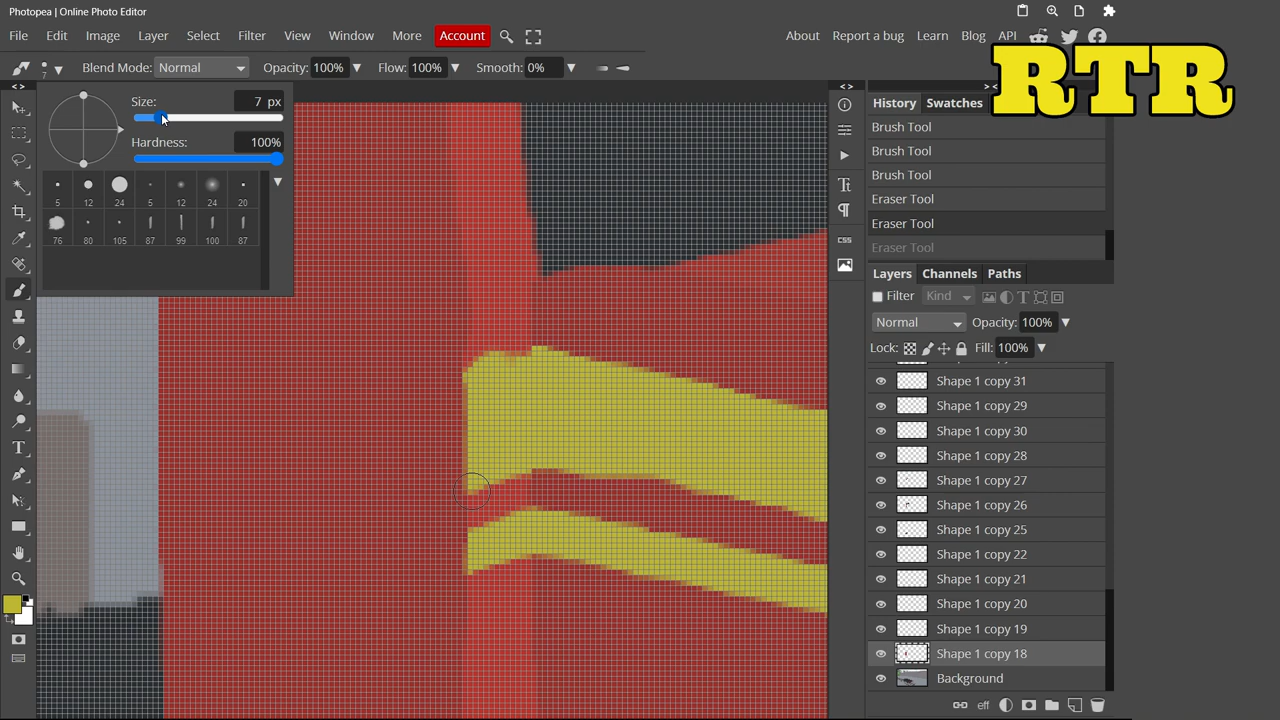 Photopea | Online Photo Editor
File Edit Image Layer Select Filter View Window More Account
About Report a bug Learn Blog API
RTR
7 Blend Mode: Normal Opacity: 100% Flow: 100% Smooth: 0%
Size: 7 px
Hardness: 100%
5 12 24 5 12 24 20
76 80 105 87 99 100 87
History Swatches
Brush Tool
Brush Tool
Brush Tool
Eraser Tool
Eraser Tool
Eraser Tool
CSS
Layers Channels Paths
Filter Kind
Normal Opacity: 100%
Lock: Fill: 100%
Shape 1 copy 31
Shape 1 copy 29
Shape 1 copy 30
Shape 1 copy 28
Shape 1 copy 27
Shape 1 copy 26
Shape 1 copy 25
Shape 1 copy 22
Shape 1 copy 21
Shape 1 copy 20
Shape 1 copy 19
Shape 1 copy 18
Background
eff